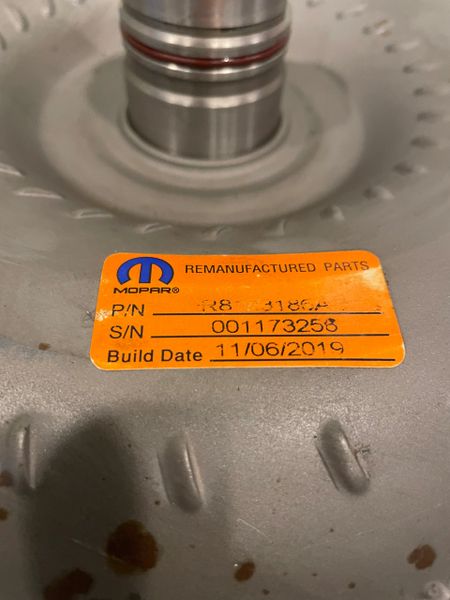 REMANUFACTURED PARTS
MOPAR®
P/N
S/N 001173258
Build Date 11/06/2019